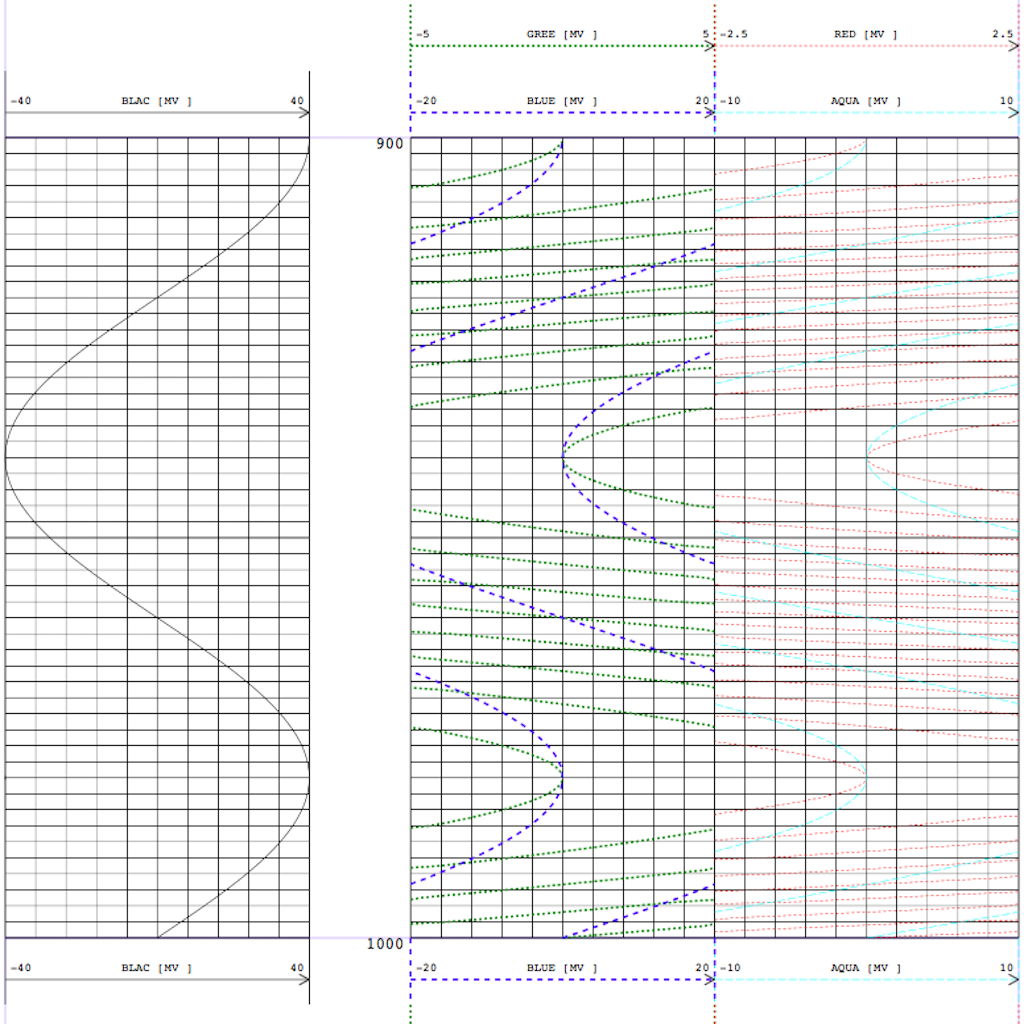 -5 GREE [MV ] 5 -2.5 RED [MV ] 2.5
-40 BLAC [MV ] 40 -20 BLUE [MV ] 20 -10 AQUA [MV ] 10
900
1000
-40 BLAC [MV ] 40 -20 BLUE [MV ] 20 -10 AQUA [MV ] 10